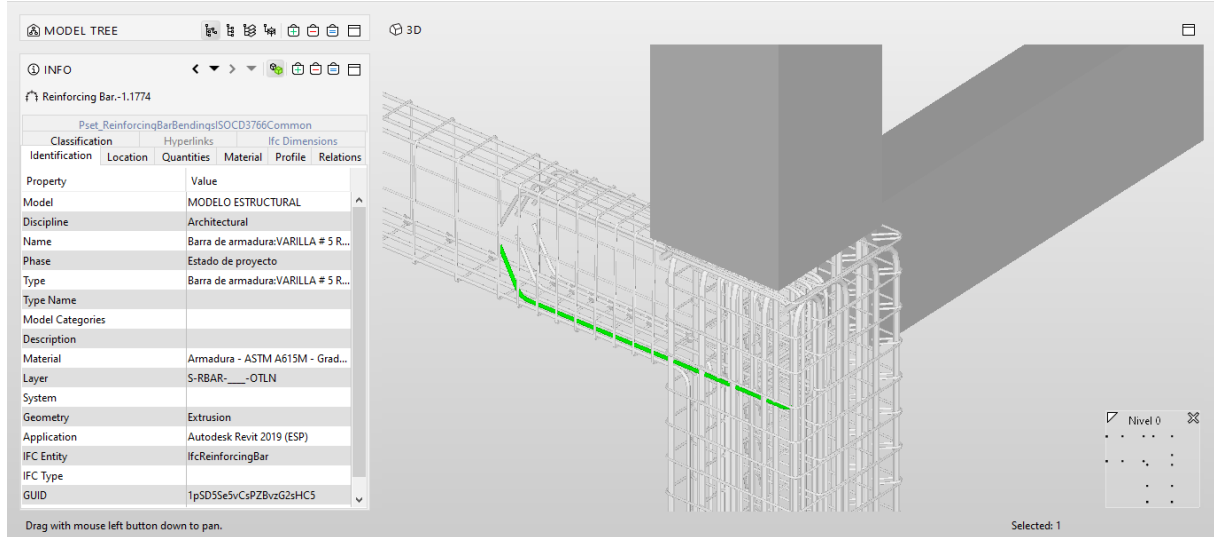 MODEL TREE
3D
INFO
Reinforcing Bar.-1.1774
Pset_ReinforcingBarBendingsISOCD3766Common
Classification Hyperlinks Ifc Dimensions
Identification Location Quantities Material Profile Relations
Property Value
Model MODELO ESTRUCTURAL
Discipline Architectural
Name Barra de armadura:VARILLA # 5 R...
Phase Estado de proyecto
Type Barra de armadura:VARILLA # 5 R...
Type Name
Model Categories
Description
Material Armadura - ASTM A615M - Grad...
Layer S-RBAR-___-OTLN
System
Geometry Extrusion
Application Autodesk Revit 2019 (ESP)
IFC Entity IfcReinforcingBar
IFC Type
GUID 1pSD5Se5vCsPZBvzG2sHC5
Nivel 0
Drag with mouse left button down to pan.
Selected: 1